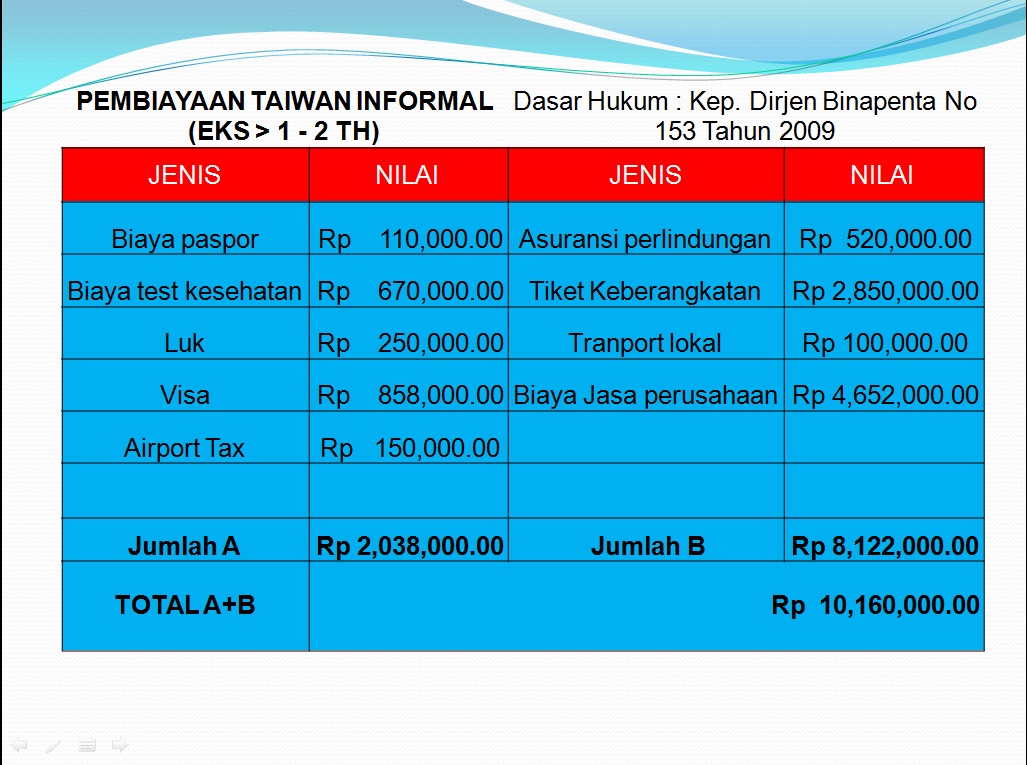 PEMBIAYAAN TAIWAN INFORMAL
(EKS > 1 - 2 TH)
Dasar Hukum : Kep. Dirjen Binapenta No
153 Tahun 2009
JENIS NILAI JENIS NILAI
Biaya paspor Rp 110,000.00 Asuransi perlindungan Rp 520,000.00
Biaya test kesehatan Rp 670,000.00 Tiket Keberangkatan Rp 2,850,000.00
Luk Rp 250,000.00 Tranport lokal Rp 100,000.00
Visa Rp 858,000.00 Biaya Jasa perusahaan Rp 4,652,000.00
Airport Tax Rp 150,000.00
Jumlah A Rp 2,038,000.00 Jumlah B Rp 8,122,000.00
TOTAL A+B Rp 10,160,000.00